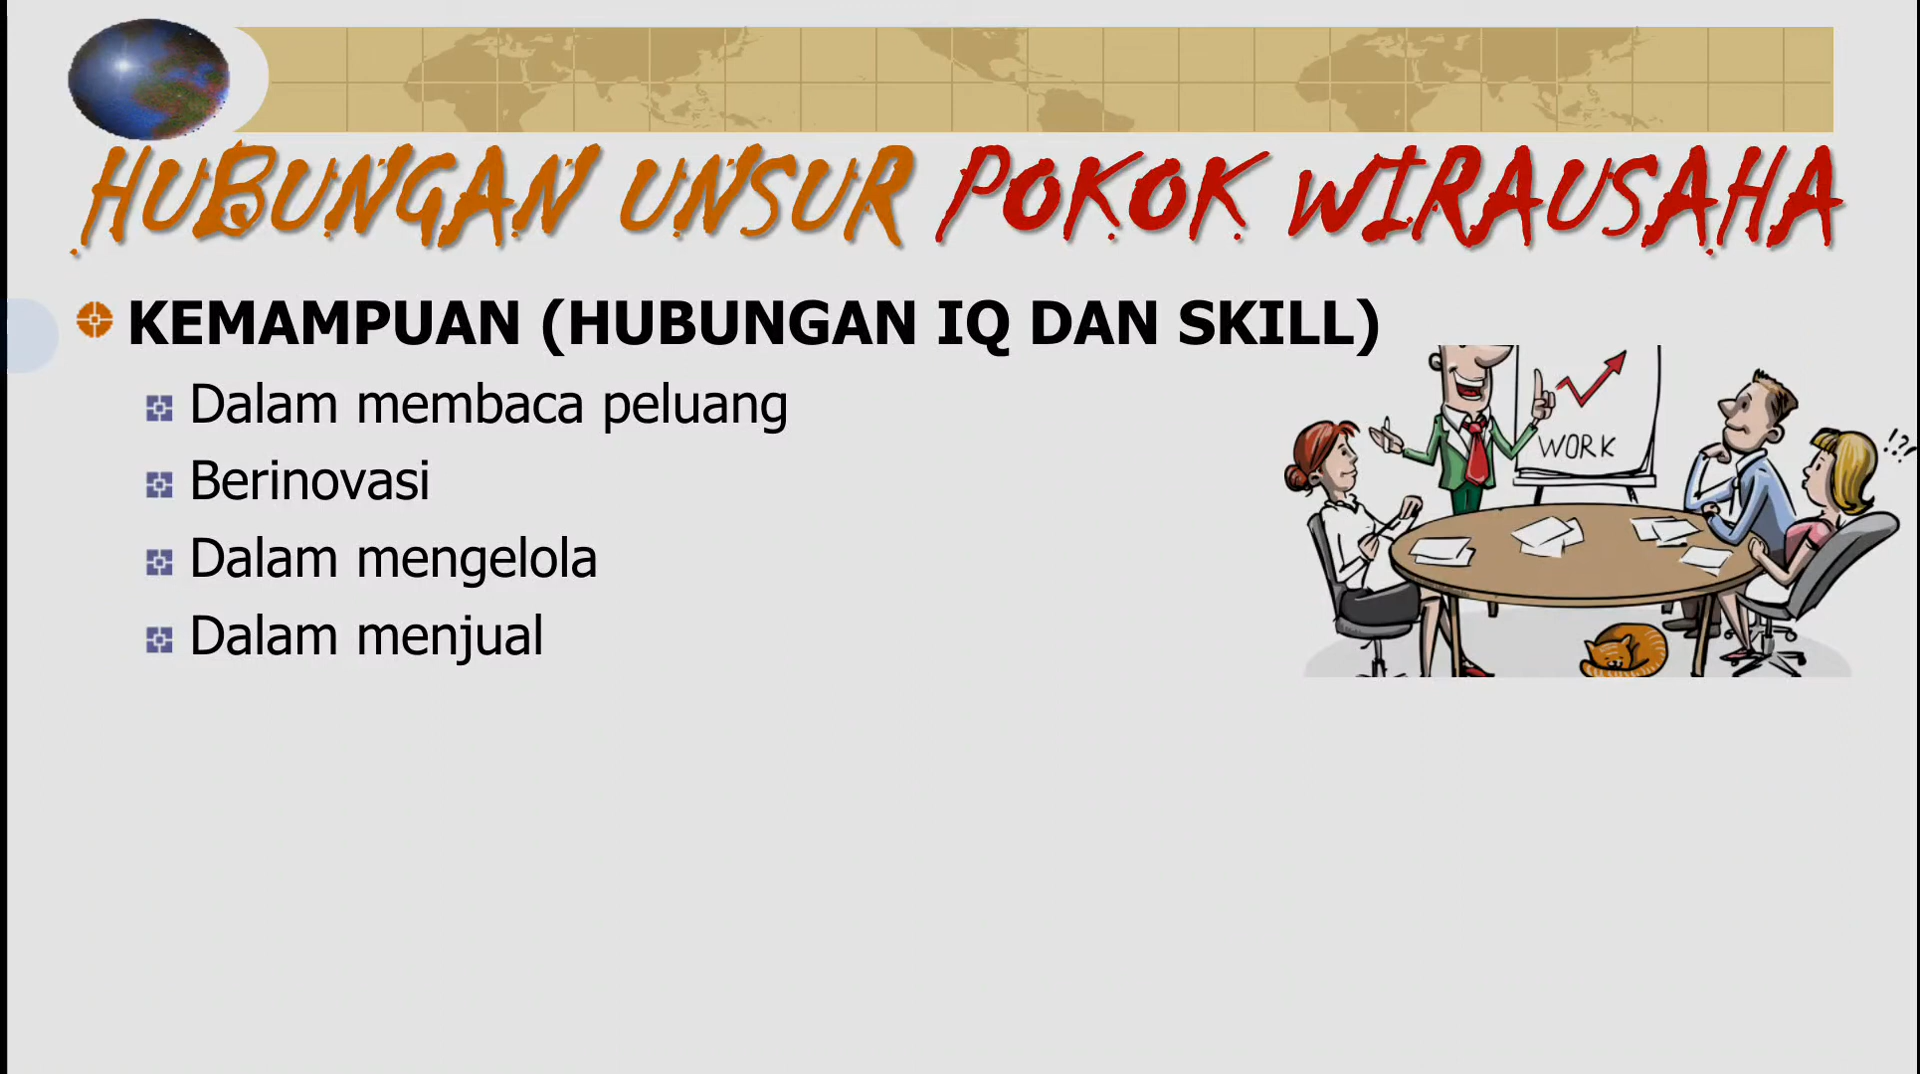 HUBUNGAN UNSUR POKOK WIRAUSAHA
KEMAMPUAN (HUBUNGAN IQ DAN SKILL)
Dalam membaca peluang
Berinovasi
Dalam mengelola
Dalam menjual
WORK
!?